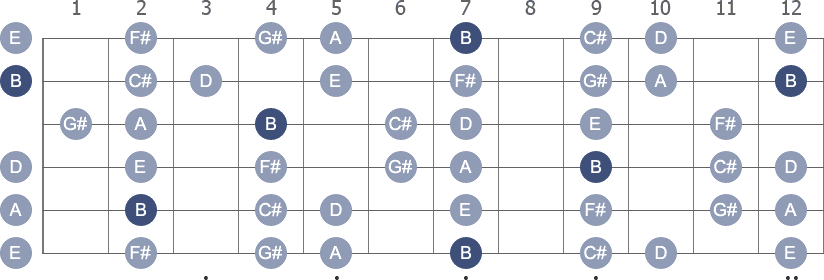 1 2 3 4 5 6 7 8 9 10 11 12
E F# G# A B C# D E
B C# D E F# G# A B
G# A B C# D E F#
D E F# G# A B C# D
A B C# D E F# G# A
E F# G# A B C# D E